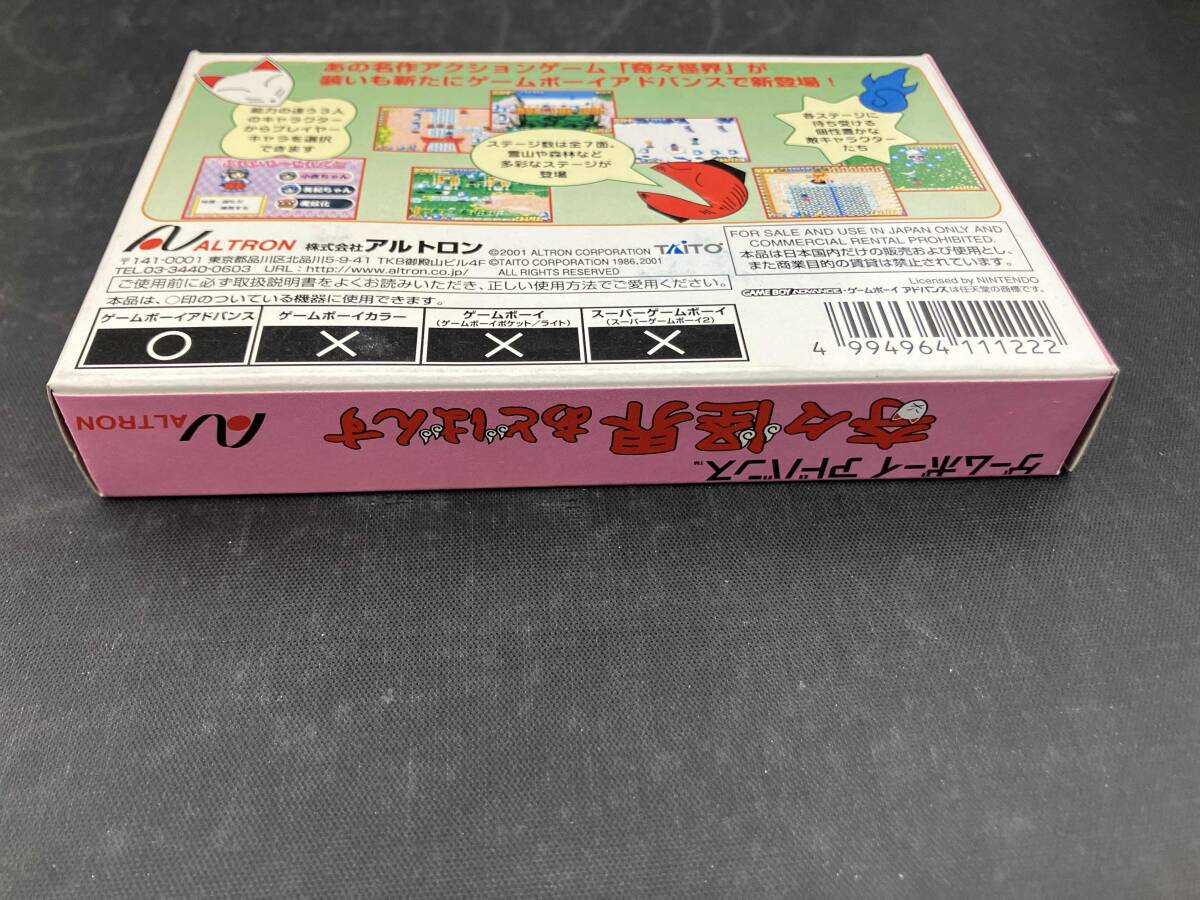 あの名作アクションゲーム「奇々怪界」が
装いも新たにゲームボーイアドバンスで新登場！
能力の違う3人
のキャラクター
からプレイヤー
キャラを選択
できます
ステージ数は全7面。
雪山や森林など
多彩なステージが
登場
各ステージに
待ち受ける
個性豊かな
敵キャラクター
たち
小夜ちゃん
美紀ちゃん
魔奴化
ALTRON 株式会社アルトロン
〒141-0001 東京都品川区北品川5-9-41 TKB御殿山ビル4F
TEL.03-3440-0603 URL : http://www.altron.co.jp/
©2001 ALTRON CORPORATION
©TAITO CORPORATION 1986, 2001
ALL RIGHTS RESERVED
TAITO
FOR SALE AND USE IN JAPAN ONLY AND
COMMERCIAL RENTAL PROHIBITED.
本品は日本国内だけの販売および使用とし、
また商業目的の賃貸は禁止されています。
ご使用前に必ず取扱説明書をよくお読みいただき、正しい使用方法でご愛用ください。
Licensed by NINTENDO
GAME BOY ADVANCE・ゲームボーイ アドバンスは任天堂の商標です。
本品は、○印のついている機器に使用できます。
ゲームボーイアドバンス
○
ゲームボーイカラー
×
ゲームボーイ
(ゲームボーイポケット/ライト)
×
スーパーゲームボーイ
(スーパーゲームボーイ2)
×
4 994964 111222
ALTRON
奇々怪界あどばんす
ゲームボーイ アドバンス™